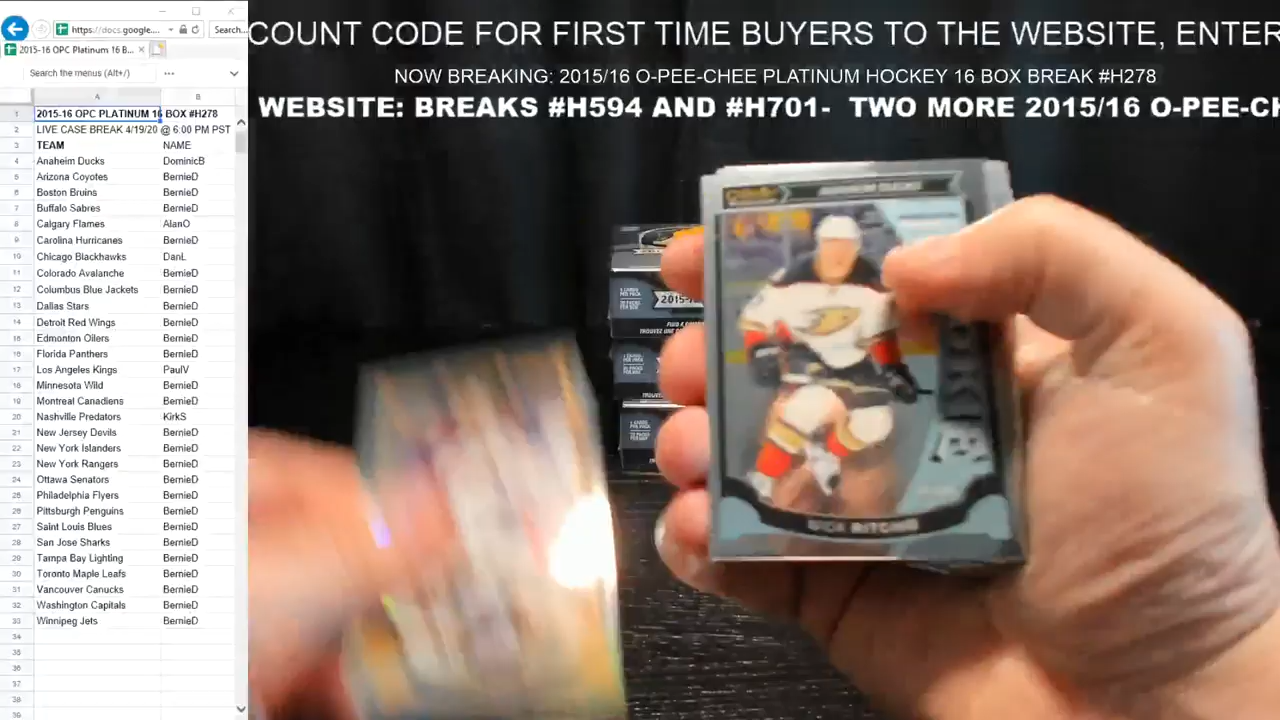 https://docs.google....
Search...
2015-16 OPC Platinum 16 B...
Search the menus (Alt+/)
A B
1 2015-16 OPC PLATINUM 16 BOX #H278
2 LIVE CASE BREAK 4/19/20 @ 6:00 PM PST
3 TEAM NAME
4 Anaheim Ducks DominicB
5 Arizona Coyotes BernieD
6 Boston Bruins BernieD
7 Buffalo Sabres BernieD
8 Calgary Flames AlanO
9 Carolina Hurricanes BernieD
10 Chicago Blackhawks DanL
11 Colorado Avalanche BernieD
12 Columbus Blue Jackets BernieD
13 Dallas Stars BernieD
14 Detroit Red Wings BernieD
15 Edmonton Oilers BernieD
16 Florida Panthers BernieD
17 Los Angeles Kings PaulV
18 Minnesota Wild BernieD
19 Montreal Canadiens BernieD
20 Nashville Predators KirkS
21 New Jersey Devils BernieD
22 New York Islanders BernieD
23 New York Rangers BernieD
24 Ottawa Senators BernieD
25 Philadelphia Flyers BernieD
26 Pittsburgh Penguins BernieD
27 Saint Louis Blues BernieD
28 San Jose Sharks BernieD
29 Tampa Bay Lighting BernieD
30 Toronto Maple Leafs BernieD
31 Vancouver Canucks BernieD
32 Washington Capitals BernieD
33 Winnipeg Jets BernieD
34
35
36
37
38
39
COUNT CODE FOR FIRST TIME BUYERS TO THE WEBSITE, ENTER
NOW BREAKING: 2015/16 O-PEE-CHEE PLATINUM HOCKEY 16 BOX BREAK #H278
WEBSITE: BREAKS #H594 AND #H701- TWO MORE 2015/16 O-PEE-CH
2015-
NICK RITCHIE